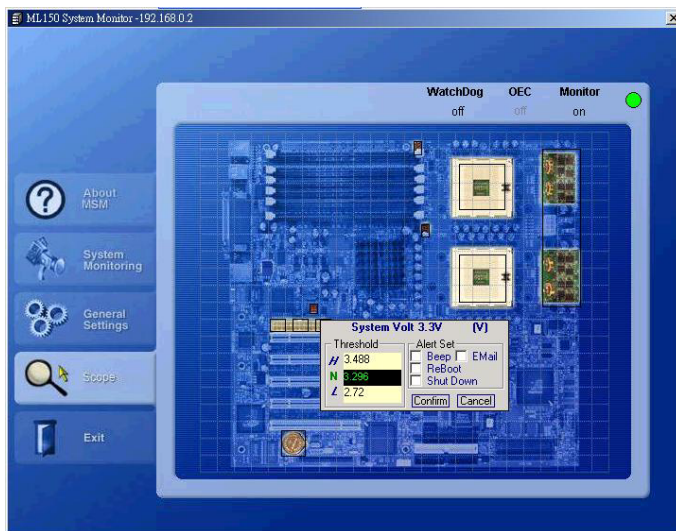 ML150 System Monitor -192.168.0.2
WatchDog OEC Monitor
off off on
About
MSM
System
Monitoring
General
Settings
Scope
Exit
System Volt 3.3V (V)
Threshold
H 3.488
N 3.296
L 2.72
Alert Set
Beep EMail
ReBoot
Shut Down
Confirm Cancel